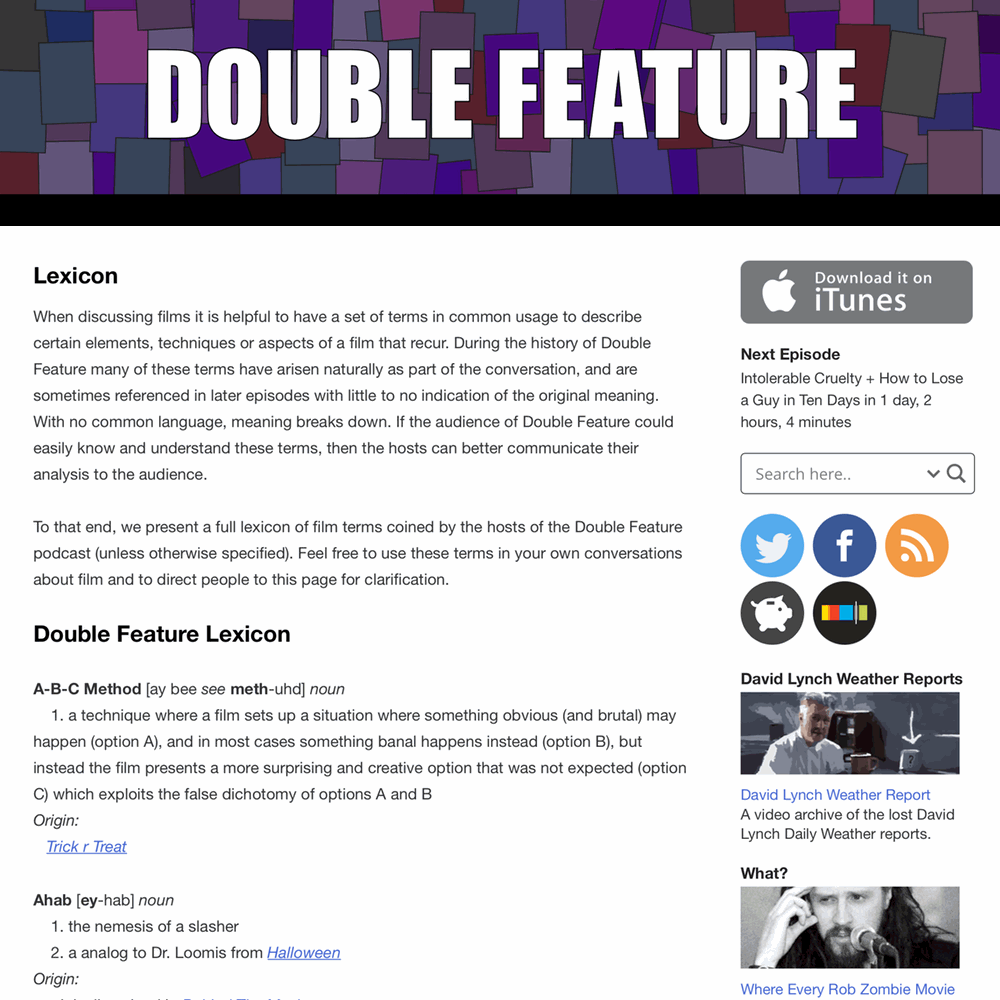 DOUBLE FEATURE
Lexicon
When discussing films it is helpful to have a set of terms in common usage to describe
certain elements, techniques or aspects of a film that recur. During the history of Double
Feature many of these terms have arisen naturally as part of the conversation, and are
sometimes referenced in later episodes with little to no indication of the original meaning.
With no common language, meaning breaks down. If the audience of Double Feature could
easily know and understand these terms, then the hosts can better communicate their
analysis to the audience.
To that end, we present a full lexicon of film terms coined by the hosts of the Double Feature
podcast (unless otherwise specified). Feel free to use these terms in your own conversations
about film and to direct people to this page for clarification.
Double Feature Lexicon
A-B-C Method [ay bee see meth-uhd] noun
1. a technique where a film sets up a situation where something obvious (and brutal) may
happen (option A), and in most cases something banal happens instead (option B), but
instead the film presents a more surprising and creative option that was not expected (option
C) which exploits the false dichotomy of options A and B
Origin:
Trick r Treat
Ahab [ey-hab] noun
1. the nemesis of a slasher
2. a analog to Dr. Loomis from Halloween
Origin:
Download it on
iTunes
Next Episode
Intolerable Cruelty + How to Lose
a Guy in Ten Days in 1 day, 2
hours, 4 minutes
Search here..
David Lynch Weather Reports
?
David Lynch Weather Report
A video archive of the lost David
Lynch Daily Weather reports.
What?
Where Every Rob Zombie Movie